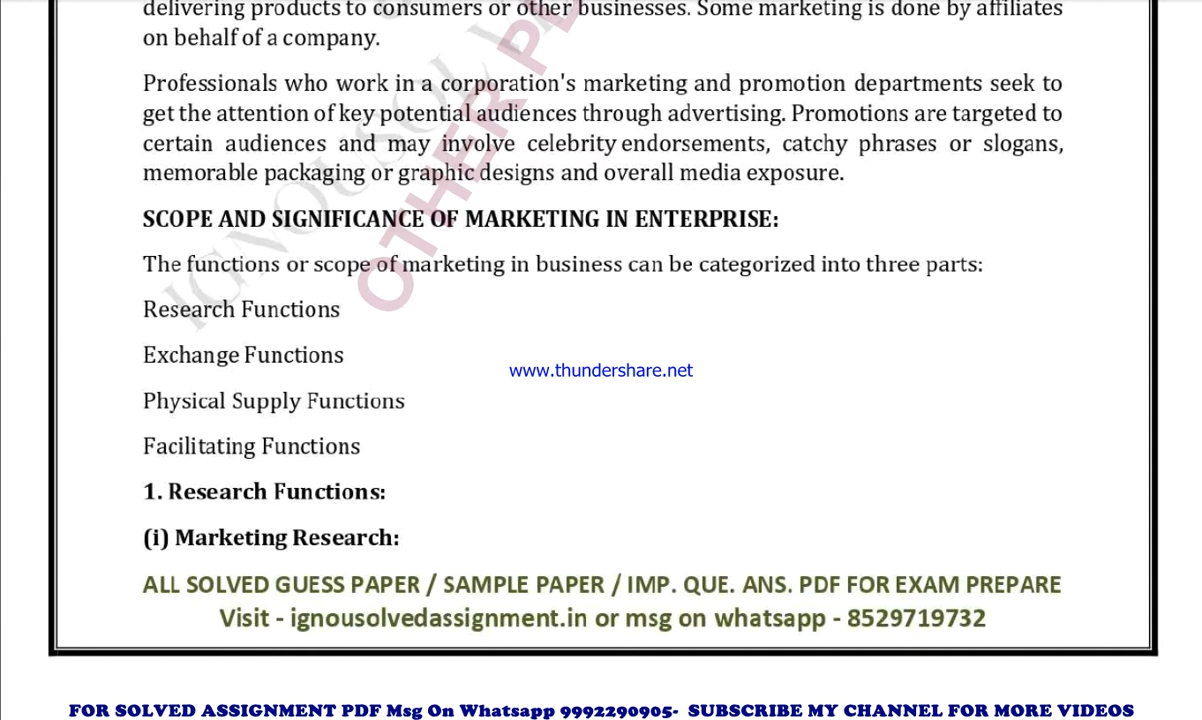 delivering products to consumers or other businesses. Some marketing is done by affiliates
on behalf of a company.
Professionals who work in a corporation's marketing and promotion departments seek to
get the attention of key potential audiences through advertising. Promotions are targeted to
certain audiences and may involve celebrity endorsements, catchy phrases or slogans,
memorable packaging or graphic designs and overall media exposure.
SCOPE AND SIGNIFICANCE OF MARKETING IN ENTERPRISE:
The functions or scope of marketing in business can be categorized into three parts:
Research Functions
Exchange Functions
www.thundershare.net
Physical Supply Functions
Facilitating Functions
1. Research Functions:
(i) Marketing Research:
ALL SOLVED GUESS PAPER / SAMPLE PAPER / IMP. QUE. ANS. PDF FOR EXAM PREPARE
Visit - ignousolvedassignment.in or msg on whatsapp - 8529719732
FOR SOLVED ASSIGNMENT PDF Msg On Whatsapp 9992290905- SUBSCRIBE MY CHANNEL FOR MORE VIDEOS
OTHER